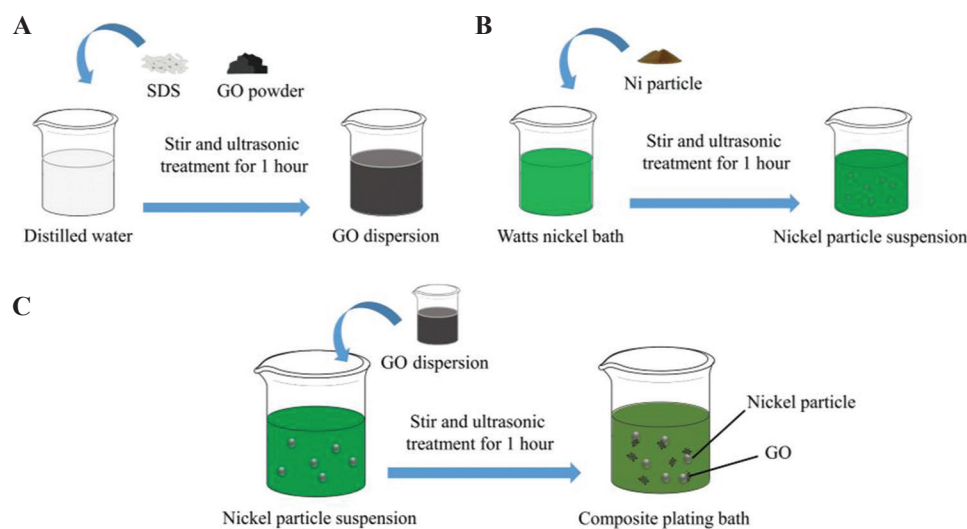 A
SDS
GO powder
Stir and ultrasonic
treatment for 1 hour
Distilled water
GO dispersion
B
Ni particle
Stir and ultrasonic
treatment for 1 hour
Watts nickel bath
Nickel particle suspension
C
GO dispersion
Stir and ultrasonic
treatment for 1 hour
Nickel particle
GO
Nickel particle suspension
Composite plating bath